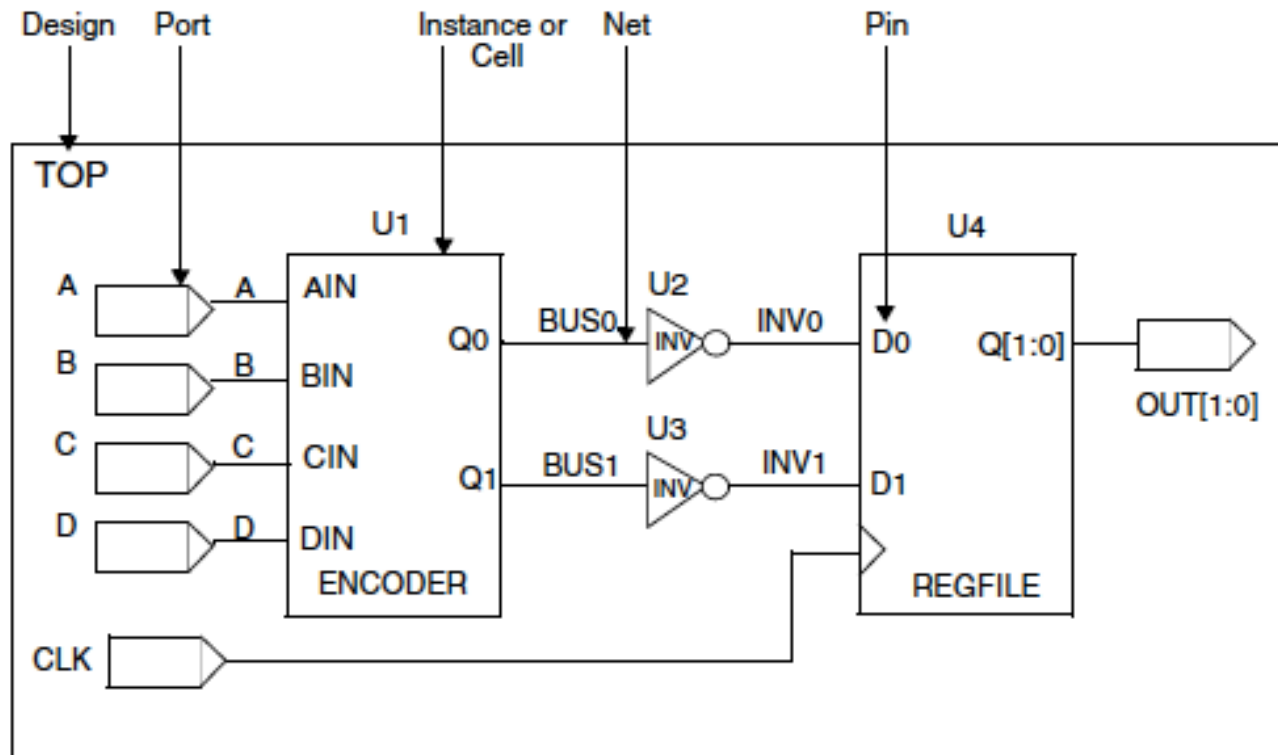 Design Port Instance or Cell Net Pin
TOP
U1 U4
A A AIN U2
BUS0 INV INV0
Q0 D0 Q[1:0]
B B BIN
OUT[1:0]
C C CIN U3
Q1 BUS1 INV INV1 D1
D D DIN
ENCODER REGFILE
CLK